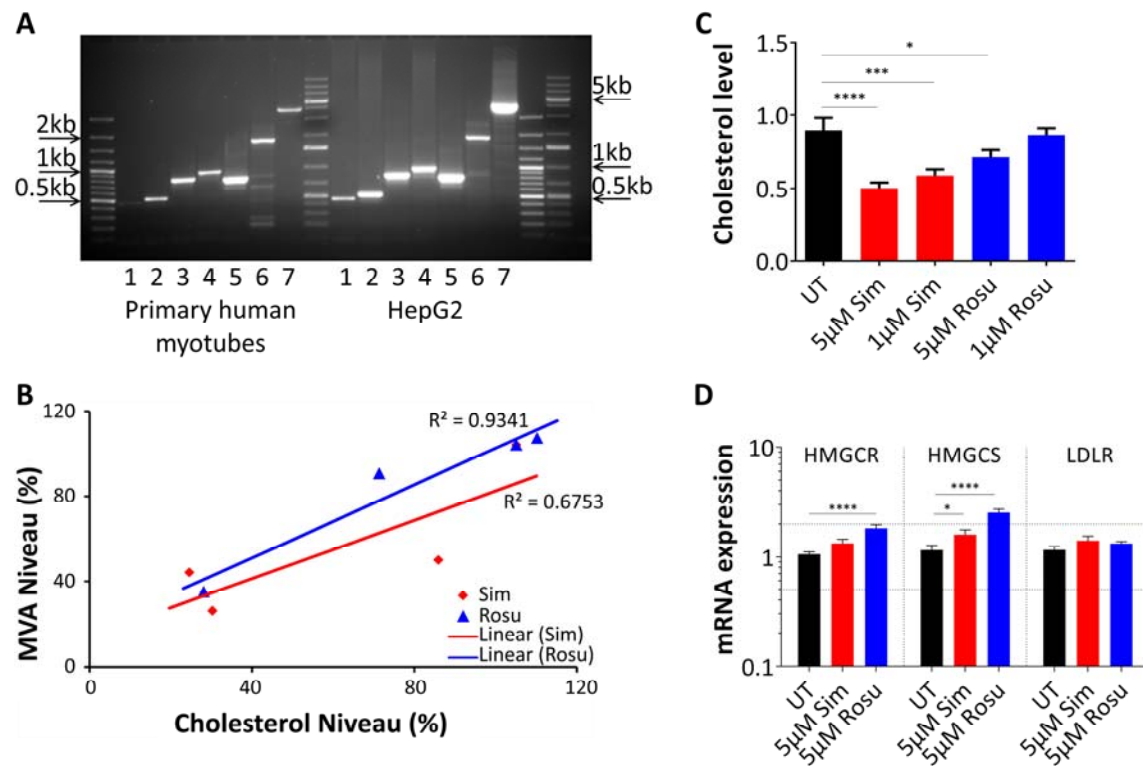 A
2kb
1kb
0.5kb
5kb
1kb
0.5kb
1 2 3 4 5 6 7 1 2 3 4 5 6 7
Primary human
myotubes
HepG2
B
MVA Niveau (%)
120
80
40
0
R² = 0.9341
R² = 0.6753
Sim
Rosu
Linear (Sim)
Linear (Rosu)
0 40 80 120
Cholesterol Niveau (%)
C
Cholesterol level
1.5
1.0
0.5
0.0
*
***
****
UT
5µM Sim
1µM Sim
5µM Rosu
1µM Rosu
D
mRNA expression
10
1
0.1
HMGCR HMGCS LDLR
****
****
*
UT
5µM Sim
5µM Rosu
UT
5µM Sim
5µM Rosu
UT
5µM Sim
5µM Rosu